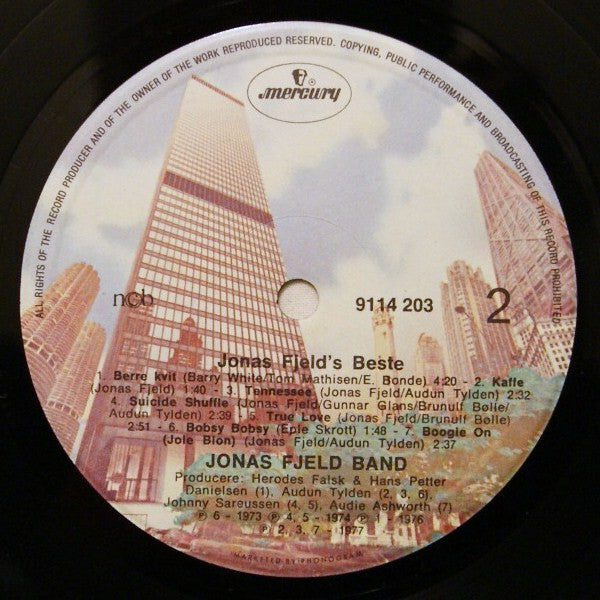 ALL RIGHTS OF THE RECORD PRODUCER AND OF THE OWNER OF THE WORK REPRODUCED RESERVED. COPYING, PUBLIC PERFORMANCE AND BROADCASTING OF THIS RECORD PROHIBITED
®
mercury
ncb
9114 203
2
Jonas Fjeld's Beste
1. Berre kvit (Barry White/Tom Mathisen/E. Bonde) 4:20 - 2. Kaffe
(Jonas Fjeld) 1:40 - 3. Tennessee (Jonas Fjeld/Audun Tylden) 2:32
4. Suicide Shuffle (Jonas Fjeld/Gunnar Glans/Brunulf Bølie/
Audun Tylden) 2:39 - 5. True Love (Jonas Fjeld/Brunulf Bølle)
2:51 - 6. Bobsy Bobsy (Eple Skrott) 1:48 - 7. Boogie On
(Jole Blon) (Jonas Fjeld/Audun Tylden) 2:37
JONAS FJELD BAND
Producere: Herodes Falsk & Hans Petter
Danielsen (1), Audun Tylden (2, 3, 6),
Johnny Sareussen (4, 5), Audie Ashworth (7)
℗ 6 - 1973 ℗ 4, 5 - 1974 ℗ 1 - 1976
℗ 2, 3, 7 - 1977
MARKETED BY PHONOGRAM